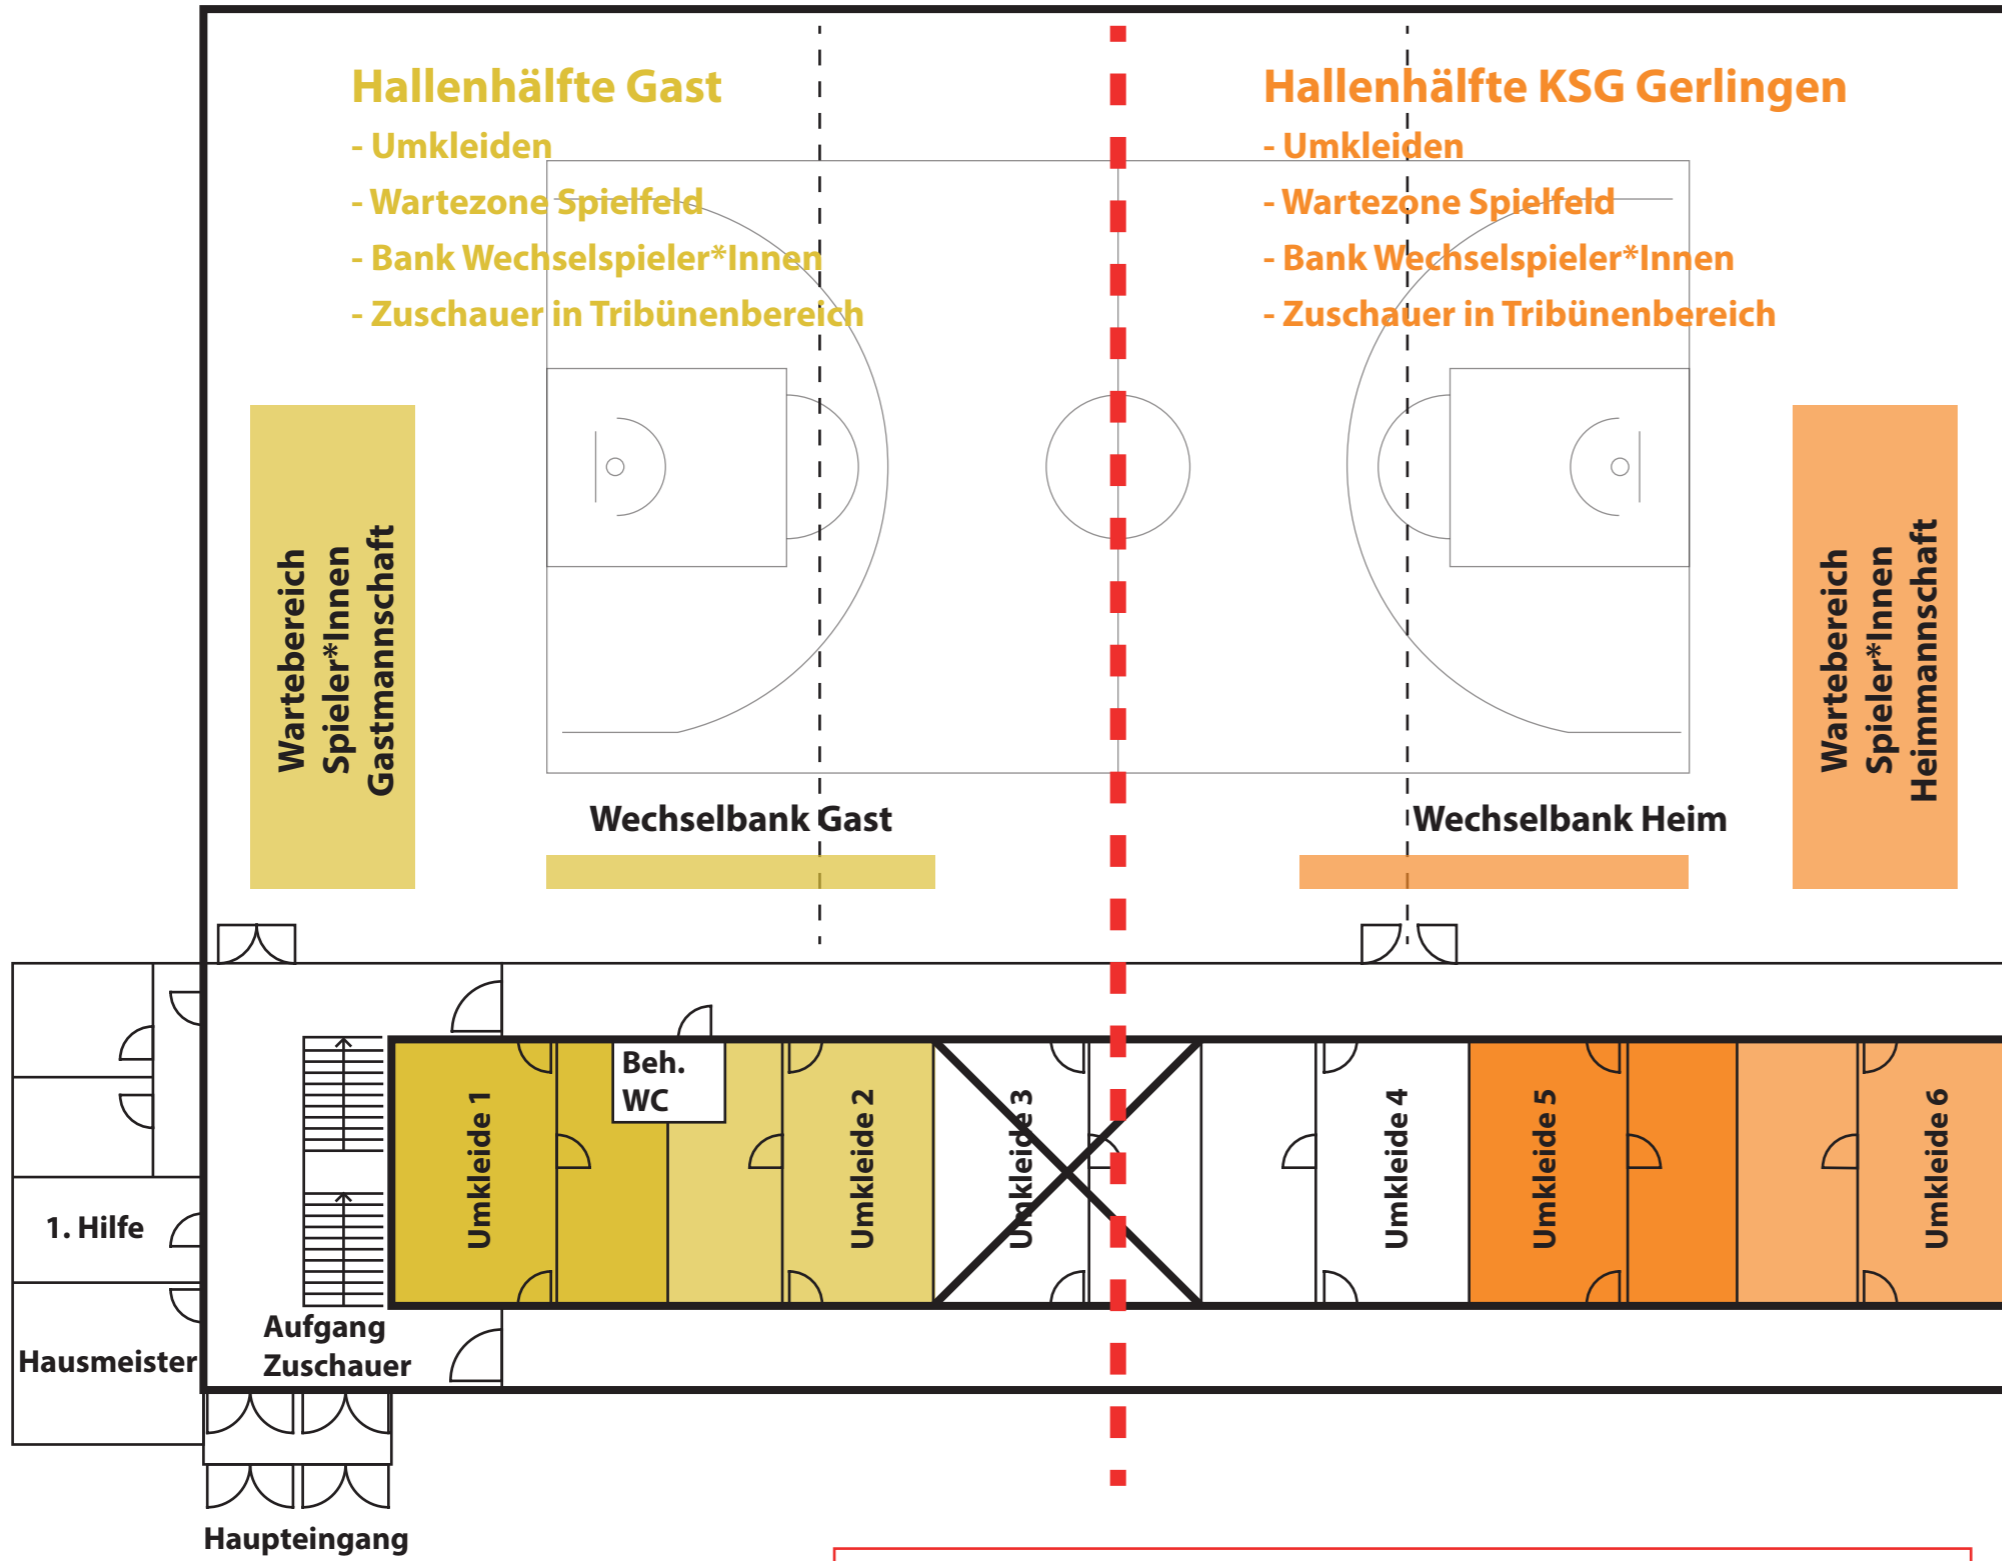 Hallenhälfte Gast
- Umkleiden
- Wartezone Spielfeld
- Bank Wechselspieler*Innen
- Zuschauer in Tribünenbereich
Hallenhälfte KSG Gerlingen
- Umkleiden
- Wartezone Spielfeld
- Bank Wechselspieler*Innen
- Zuschauer in Tribünenbereich
Wartebereich
Spieler*Innen
Gastmannschaft
Wartebereich
Spieler*Innen
Heimmannschaft
Wechselbank Gast
Wechselbank Heim
Umkleide 1
Beh.
WC
Umkleide 2
Umkleide 3
Umkleide 4
Umkleide 5
Umkleide 6
1. Hilfe
Hausmeister
Aufgang
Zuschauer
Haupteingang